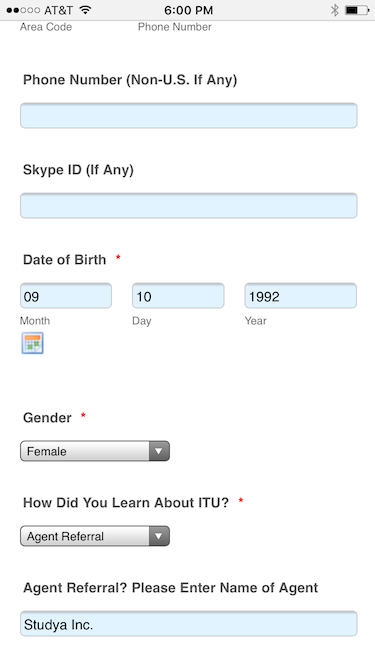 AT&T 6:00 PM
Area Code Phone Number
Phone Number (Non-U.S. If Any)
Skype ID (If Any)
Date of Birth *
09 10 1992
Month Day Year
Gender *
Female
How Did You Learn About ITU? *
Agent Referral
Agent Referral? Please Enter Name of Agent
Studya Inc.